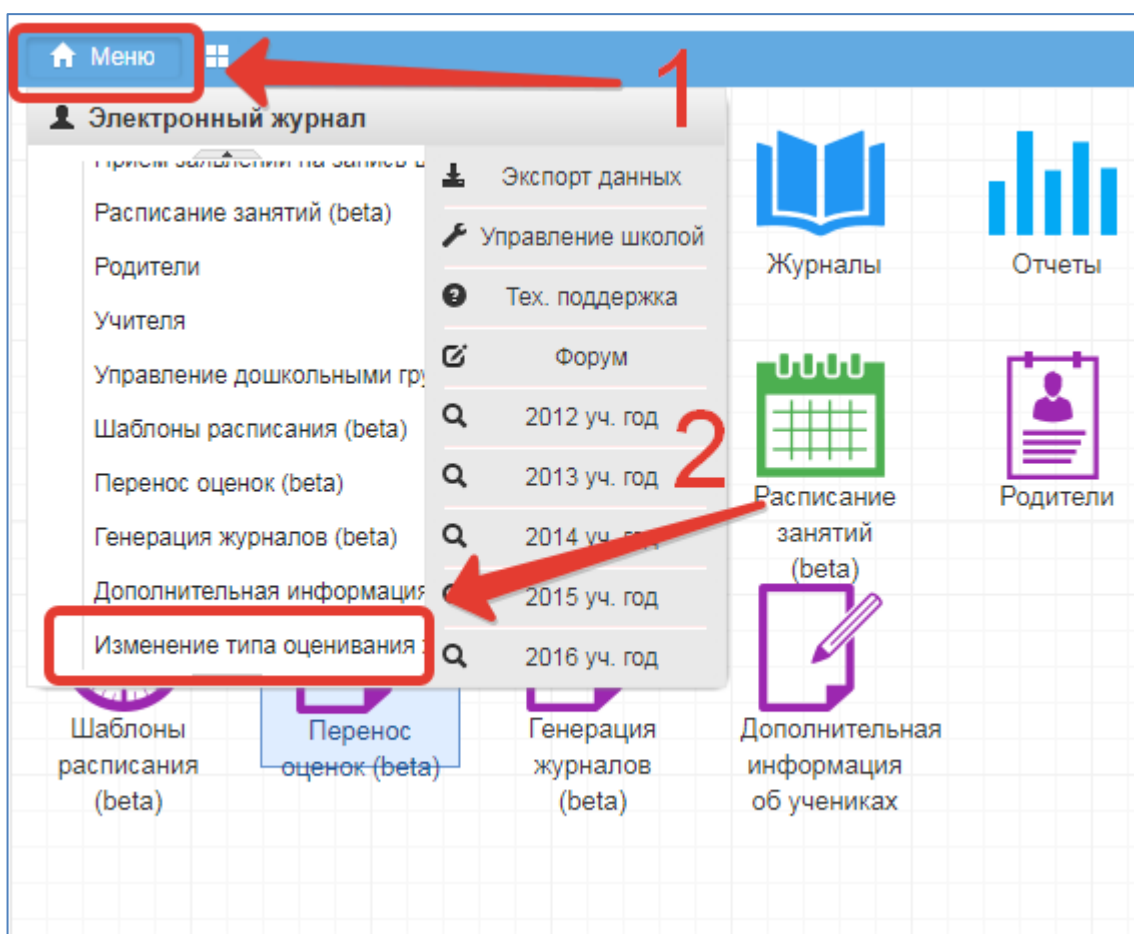 Меню
1
Электронный журнал
Расписание занятий (beta)
Родители
Учителя
Управление дошкольными гру
Шаблоны расписания (beta)
Перенос оценок (beta)
Генерация журналов (beta)
Дополнительная информация
Изменение типа оценивания
Экспорт данных
Управление школой
Тех. поддержка
Форум
2012 уч. год
2013 уч. год
2014 уч. год
2015 уч. год
2016 уч. год
2
Журналы
Отчеты
Расписание
занятий
(beta)
Родители
Шаблоны
расписания
(beta)
Перенос
оценок (beta)
Генерация
журналов
(beta)
Дополнительная
информация
об учениках